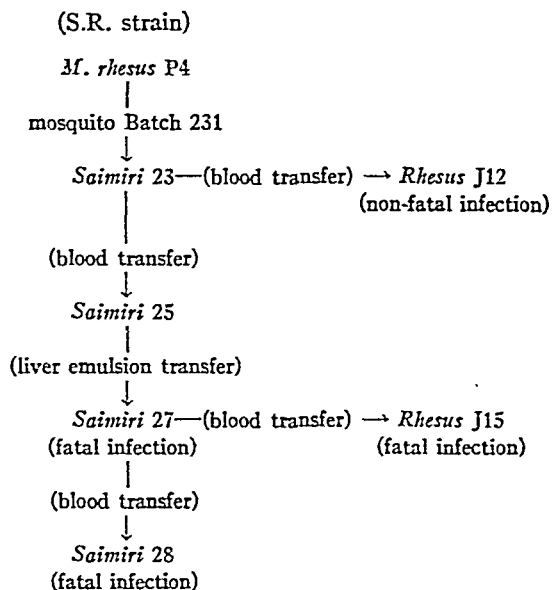 (S.R. strain)
M. rhesus P4
mosquito Batch 231
Saimiri 23—(blood transfer) → Rhesus J12
(non-fatal infection)
(blood transfer)
Saimiri 25
(liver emulsion transfer)
Saimiri 27—(blood transfer) → Rhesus J15
(fatal infection) (fatal infection)
(blood transfer)
Saimiri 28
(fatal infection)